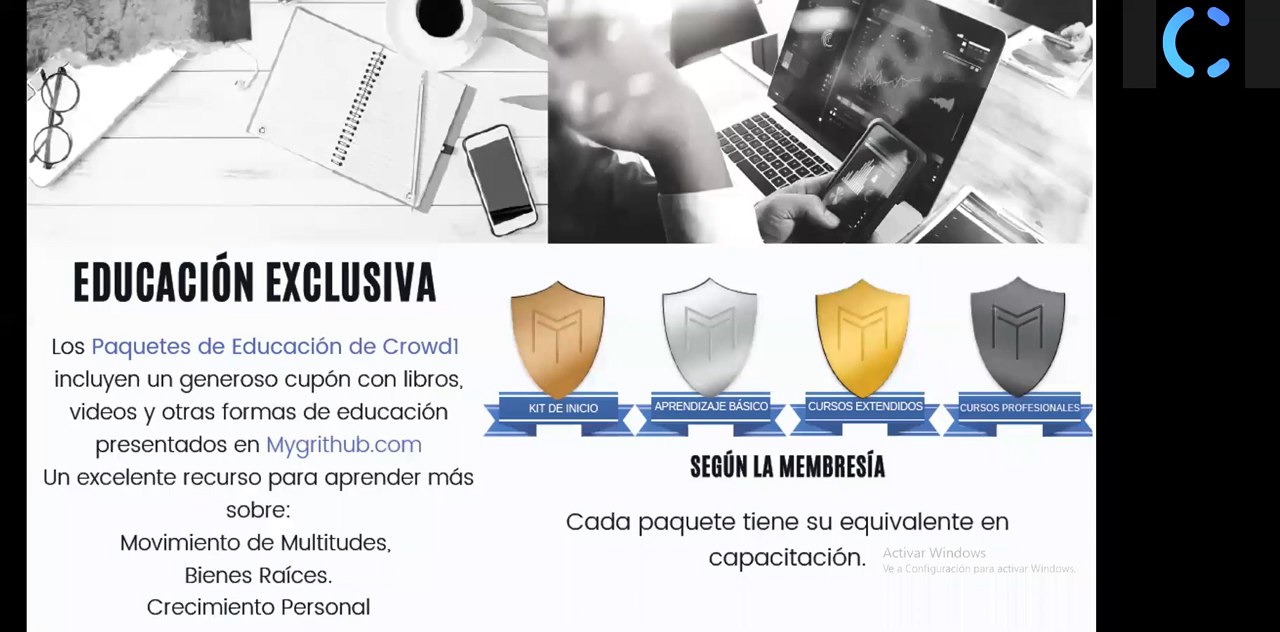 EDUCACIÓN EXCLUSIVA
Los Paquetes de Educación de Crowd1
incluyen un generoso cupón con libros,
videos y otras formas de educación
presentados en Mygrithub.com
Un excelente recurso para aprender más
sobre:
Movimiento de Multitudes,
Bienes Raíces.
Crecimiento Personal
KIT DE INICIO
APRENDIZAJE BÁSICO
CURSOS EXTENDIDOS
CURSOS PROFESIONALES
SEGÚN LA MEMBRESÍA
Cada paquete tiene su equivalente en
capacitación.
Activar Windows
Ve a Configuración para activar Windows.